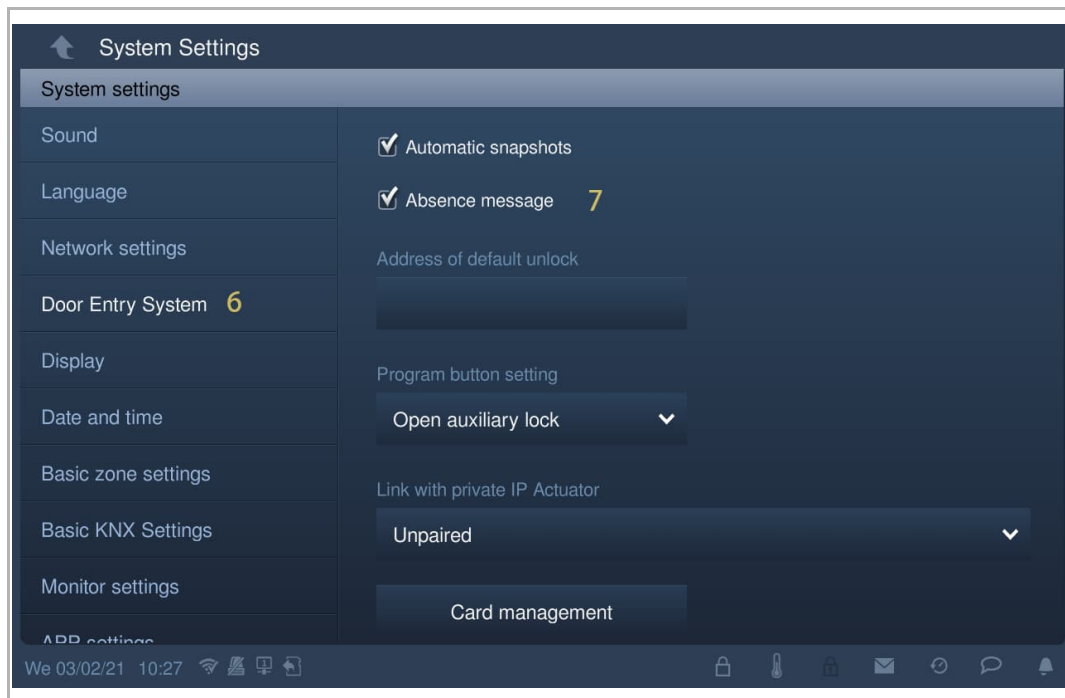 System Settings
System settings
Sound
Language
Network settings
Door Entry System 6
Display
Date and time
Basic zone settings
Basic KNX Settings
Monitor settings
APP settings
Automatic snapshots
Absence message 7
Address of default unlock
Program button setting
Open auxiliary lock
Link with private IP Actuator
Unpaired
Card management
We 03/02/21 10:27